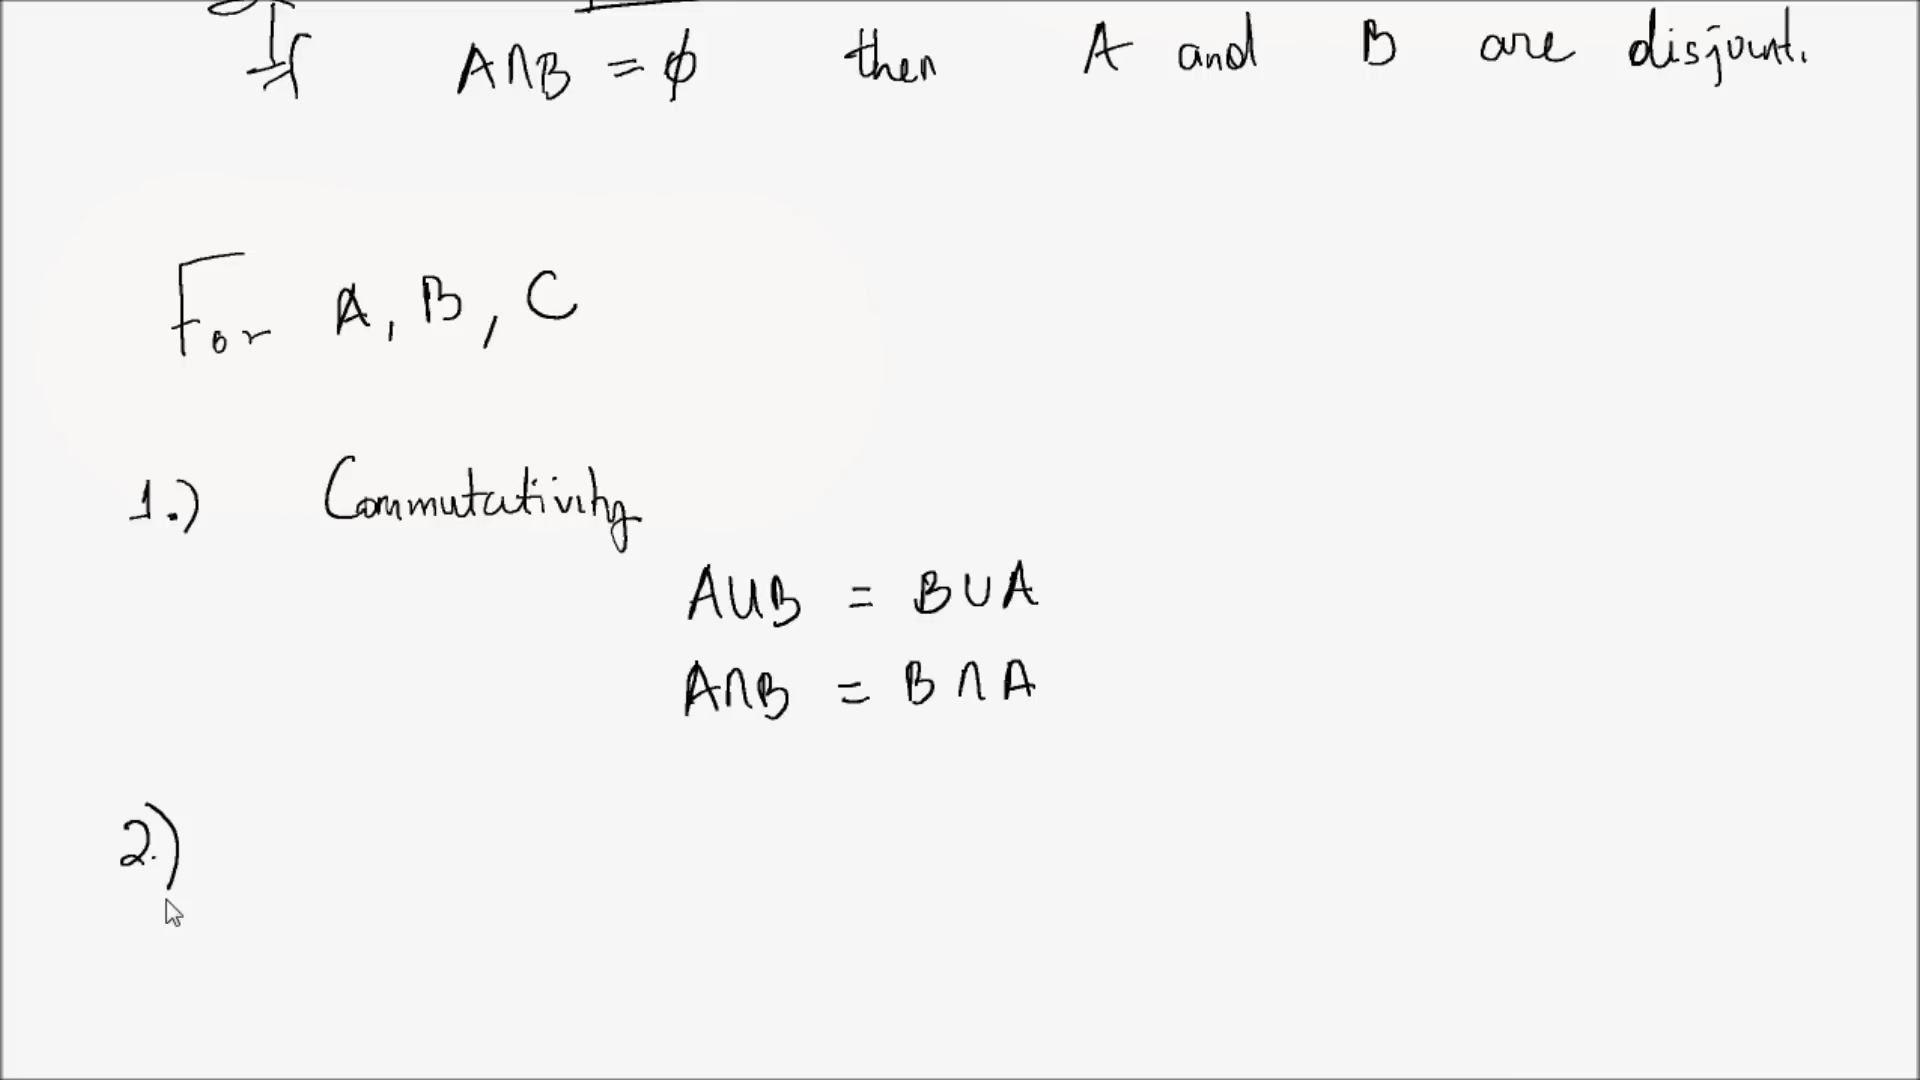 If A∩B = ϕ then A and B are disjoint.
For A, B, C
1.) Commutativity
A∪B = B∪A
A∩B = B∩A
2.)